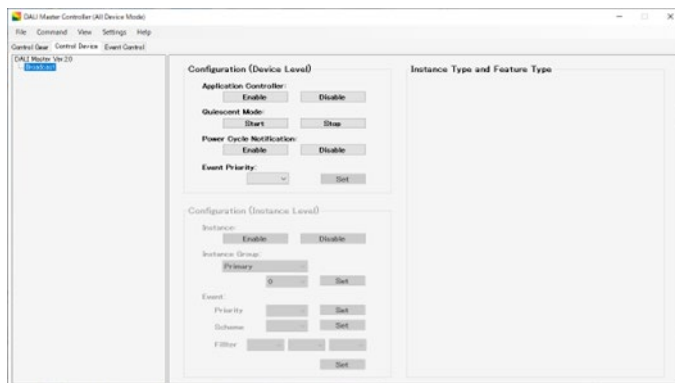 DALI Master Controller (All Device Mode)
File Command View Settings Help
Control Gear Control Device Event Control
DALI Master Ver.2.0
Broadcast
Configuration (Device Level)
Instance Type and Feature Type
Application Controller:
Enable Disable
Quiescent Mode:
Start Stop
Power Cycle Notification:
Enable Disable
Event Priority:
Set
Configuration (Instance Level)
Instance:
Enable Disable
Instance Group:
Primary
0 Set
Event:
Priority Set
Scheme Set
Fillter
Set